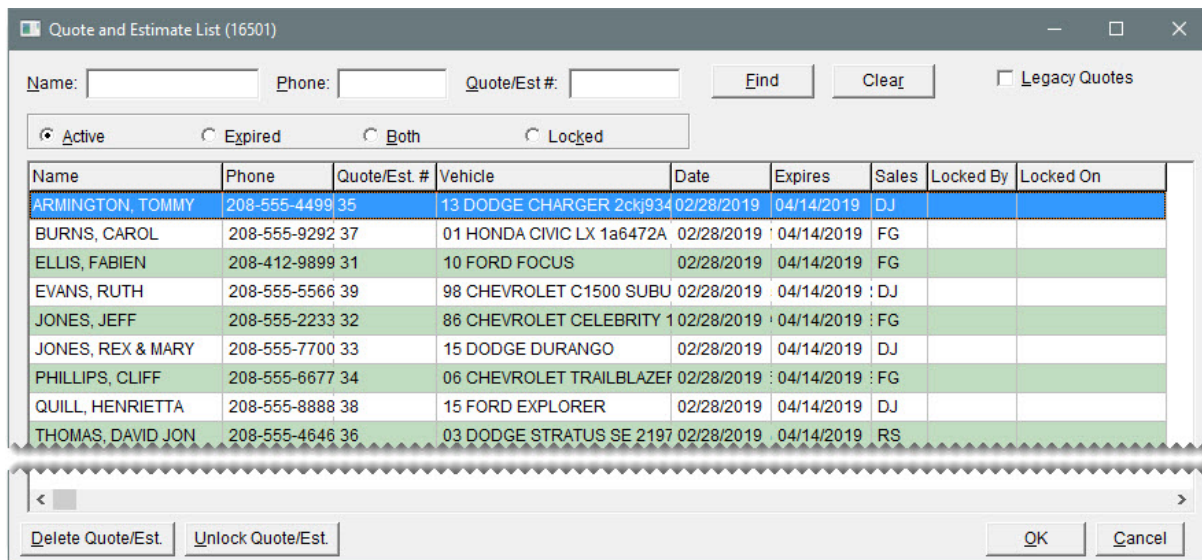 Quote and Estimate List (16501)
Name: Phone: Quote/Est #: Find Clear Legacy Quotes
Active Expired Both Locked
Name Phone Quote/Est. # Vehicle Date Expires Sales Locked By Locked On
ARMINGTON, TOMMY 208-555-4499 35 13 DODGE CHARGER 2ckj934 02/28/2019 04/14/2019 DJ
BURNS, CAROL 208-555-9292 37 01 HONDA CIVIC LX 1a6472A 02/28/2019 04/14/2019 FG
ELLIS, FABIEN 208-412-9899 31 10 FORD FOCUS 02/28/2019 04/14/2019 FG
EVANS, RUTH 208-555-5566 39 98 CHEVROLET C1500 SUBU 02/28/2019 04/14/2019 DJ
JONES, JEFF 208-555-2233 32 86 CHEVROLET CELEBRITY 1 02/28/2019 04/14/2019 FG
JONES, REX & MARY 208-555-7700 33 15 DODGE DURANGO 02/28/2019 04/14/2019 DJ
PHILLIPS, CLIFF 208-555-6677 34 06 CHEVROLET TRAILBLAZER 02/28/2019 04/14/2019 FG
QUILL, HENRIETTA 208-555-8888 38 15 FORD EXPLORER 02/28/2019 04/14/2019 DJ
THOMAS, DAVID JON 208-555-4646 36 03 DODGE STRATUS SE 2197 02/28/2019 04/14/2019 RS
Delete Quote/Est. Unlock Quote/Est. OK Cancel